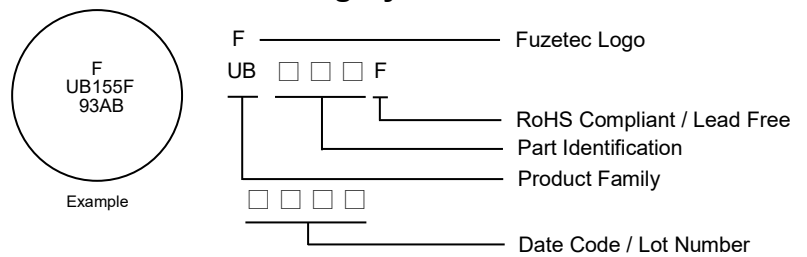 F
UB155F
93AB
Example
F
Fuzetec Logo
UB □ □ □ F
RoHS Compliant / Lead Free
Part Identification
Product Family
□ □ □ □
Date Code / Lot Number